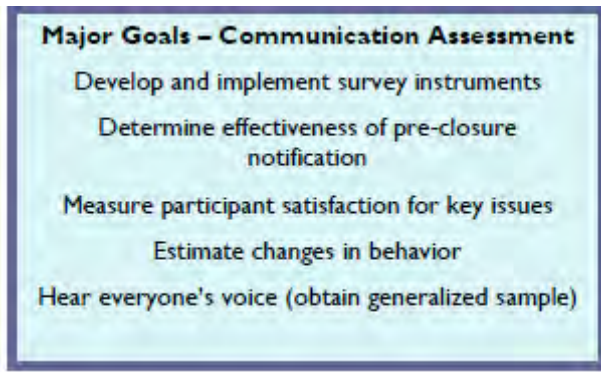 Major Goals – Communication Assessment
Develop and implement survey instruments
Determine effectiveness of pre-closure
notification
Measure participant satisfaction for key issues
Estimate changes in behavior
Hear everyone's voice (obtain generalized sample)